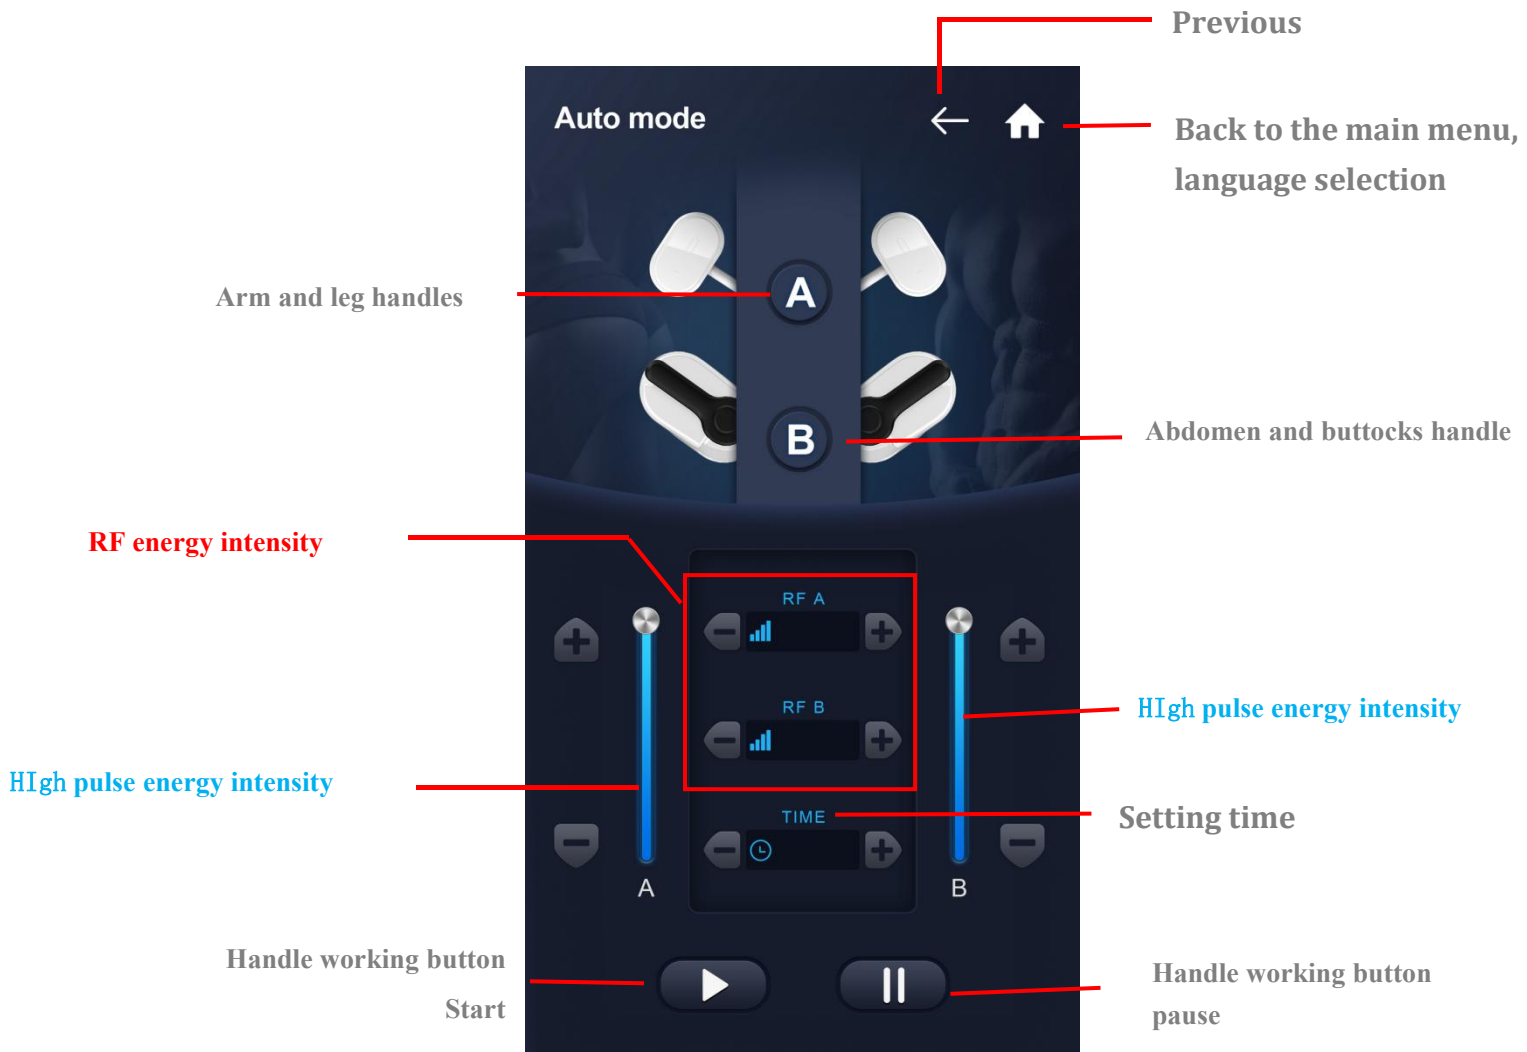 Previous
Auto mode
Back to the main menu,
language selection
A
Arm and leg handles
B
Abdomen and buttocks handle
RF energy intensity
RF A
RF B
HIgh pulse energy intensity
HIgh pulse energy intensity
TIME
Setting time
A
B
Handle working button
Start
Handle working button
pause